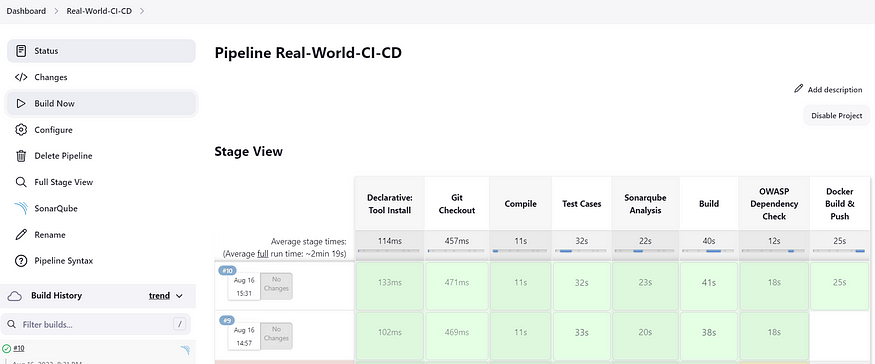 Dashboard > Real-World-CI-CD >
Status
Changes
Build Now
Configure
Delete Pipeline
Full Stage View
SonarQube
Rename
Pipeline Syntax
Build History trend
Filter builds... /
#10
Pipeline Real-World-CI-CD
Add description
Disable Project
Stage View
Declarative: Tool Install
Git Checkout
Compile
Test Cases
Sonarqube Analysis
Build
OWASP Dependency Check
Docker Build & Push
Average stage times: 114ms 457ms 11s 32s 22s 40s 12s 25s
(Average full run time: ~2min 19s)
#10
Aug 16 15:31
No Changes
133ms 471ms 11s 32s 23s 41s 18s 25s
#9
Aug 16 14:57
No Changes
102ms 469ms 11s 33s 20s 38s 18s